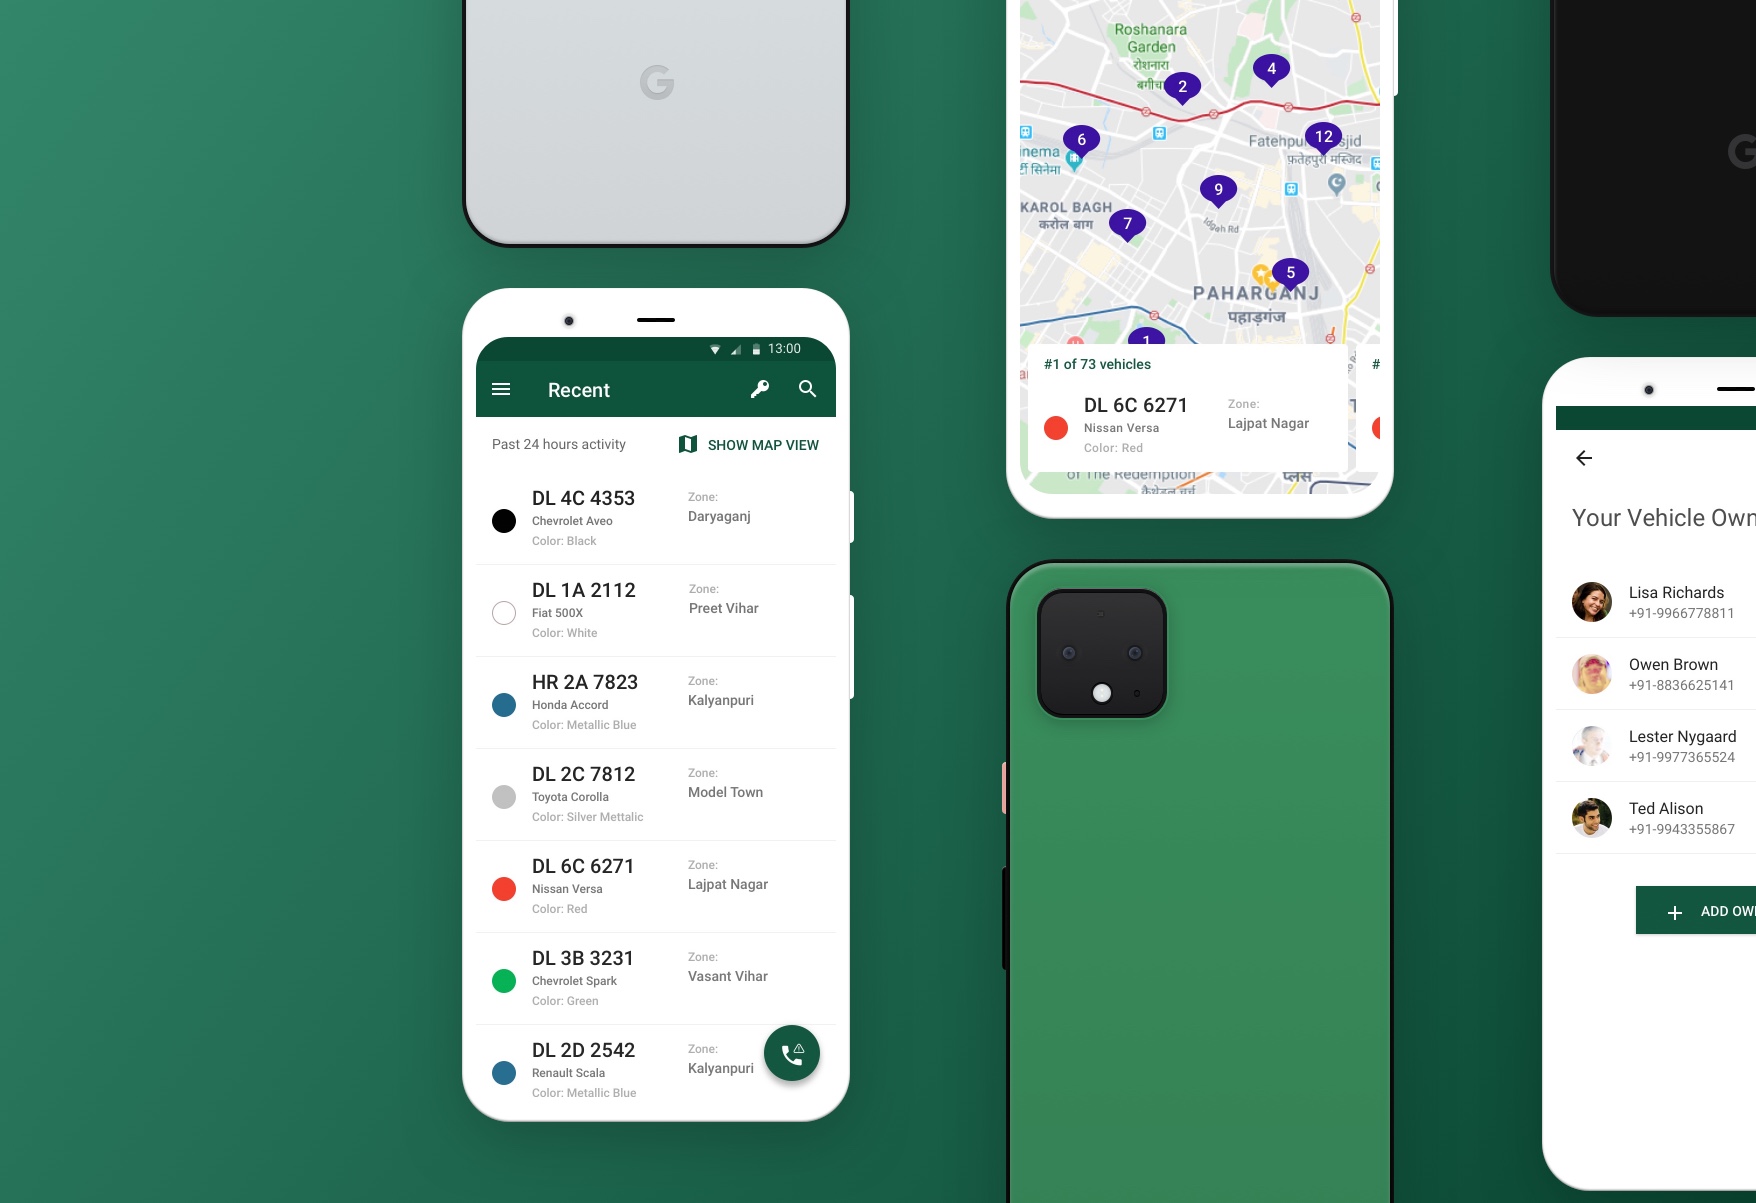 G
13:00
Recent
Past 24 hours activity
SHOW MAP VIEW
DL 4C 4353
Chevrolet Aveo
Color: Black
Zone:
Daryaganj
DL 1A 2112
Fiat 500X
Color: White
Zone:
Preet Vihar
HR 2A 7823
Honda Accord
Color: Metallic Blue
Zone:
Kalyanpuri
DL 2C 7812
Toyota Corolla
Color: Silver Mettalic
Zone:
Model Town
DL 6C 6271
Nissan Versa
Color: Red
Zone:
Lajpat Nagar
DL 3B 3231
Chevrolet Spark
Color: Green
Zone:
Vasant Vihar
DL 2D 2542
Renault Scala
Color: Metallic Blue
Zone:
Kalyanpuri
Roshanara
Garden
रोशनारा
4
2
6
12
inema
सिनेमा
मस्जिद
9
KAROL BAGH
करोल बाग
7
Idgah Rd
5
PAHARGANJ
पहाड़गंज
1
#1 of 73 vehicles
#
DL 6C 6271
Nissan Versa
Color: Red
Zone:
Lajpat Nagar
of The Redemption
प्लेस
G
Your Vehicle Own
Lisa Richards
+91-9966778811
Owen Brown
+91-8836625141
Lester Nygaard
+91-9977365524
Ted Alison
+91-9943355867
ADD OW